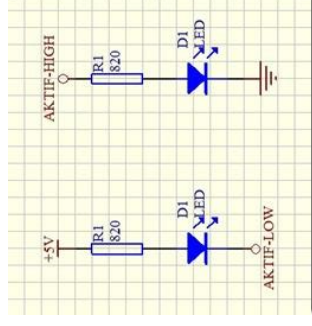 AKTIF-HIGH
R1
820
D1
LED
+5V
R1
820
D1
LED
AKTIF-LOW